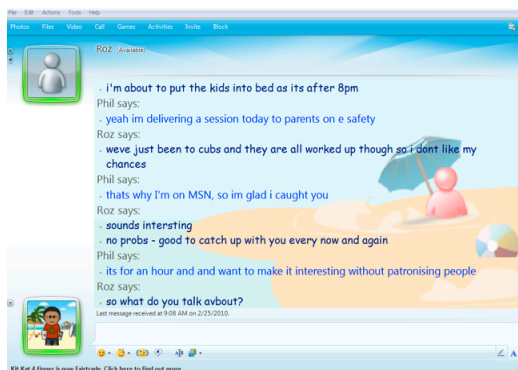 File Edit Actions Tools Help
Photos Files Video Call Games Activities Invite Block
Roz (Available)
i'm about to put the kids into bed as its after 8pm
Phil says:
yeah im delivering a session today to parents on e safety
Roz says:
weve just been to cubs and they are all worked up though so i dont like my
chances
Phil says:
thats why I'm on MSN, so im glad i caught you
Roz says:
sounds intersting
no probs - good to catch up with you every now and again
Phil says:
its for an hour and and want to make it interesting without patronising people
Roz says:
so what do you talk avbout?
Last message received at 9:08 AM on 2/25/2010.
A
Kit Kat 4 finger is now Fairtrade. Click here to find out more